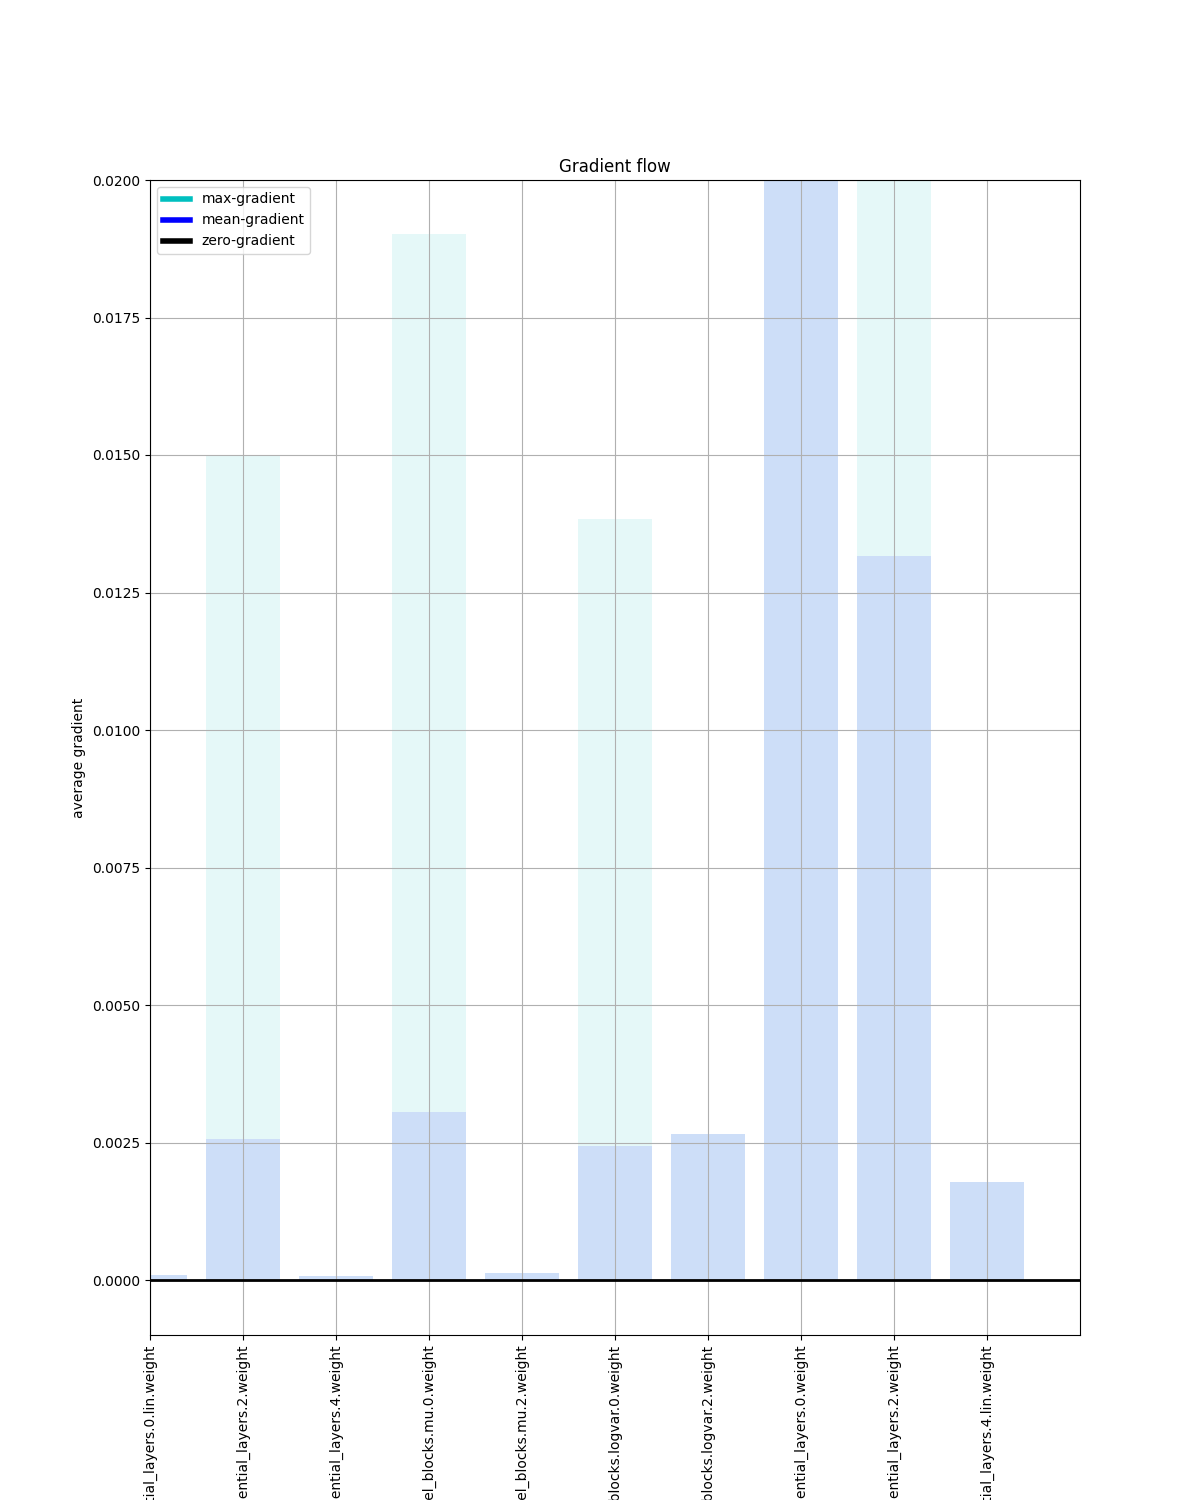 Gradient flow
max-gradient
mean-gradient
zero-gradient
0.0200
0.0175
0.0150
0.0125
0.0100
0.0075
0.0050
0.0025
0.0000
average gradient
tial_layers.0.lin.weight
ential_layers.2.weight
ential_layers.4.weight
el_blocks.mu.0.weight
el_blocks.mu.2.weight
blocks.logvar.0.weight
blocks.logvar.2.weight
ential_layers.0.weight
ential_layers.2.weight
tial_layers.4.lin.weight